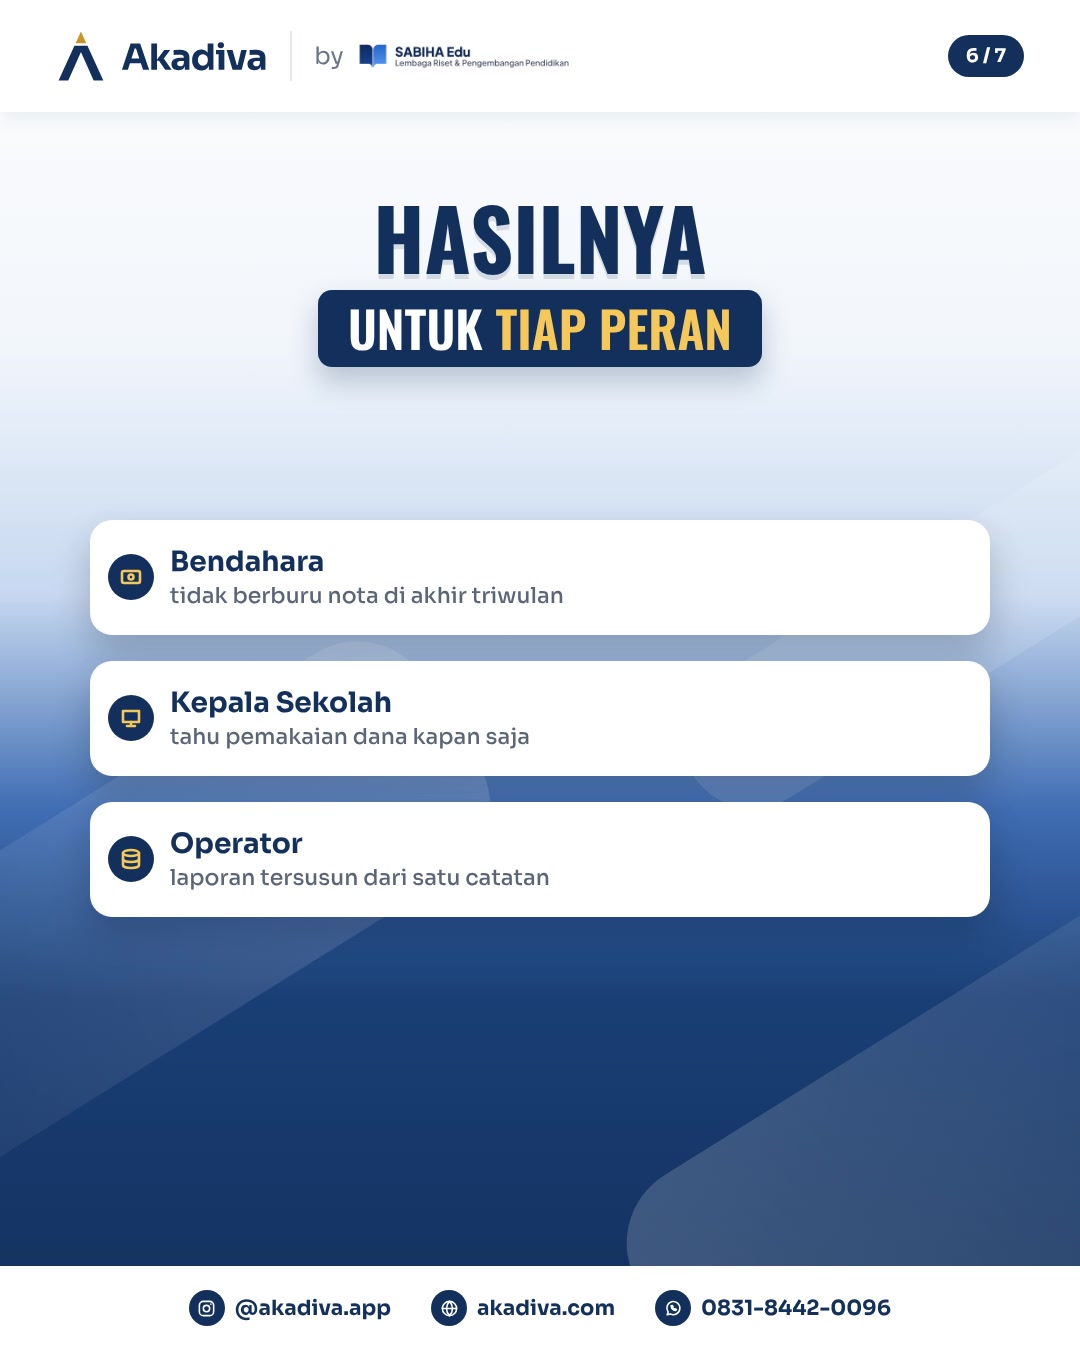 Akadiva
by
SABIHA Edu
Lembaga Riset & Pengembangan Pendidikan
6 / 7
HASILNYA
UNTUK TIAP PERAN
Bendahara
tidak berburu nota di akhir triwulan
Kepala Sekolah
tahu pemakaian dana kapan saja
Operator
laporan tersusun dari satu catatan
@akadiva.app
akadiva.com
0831-8442-0096